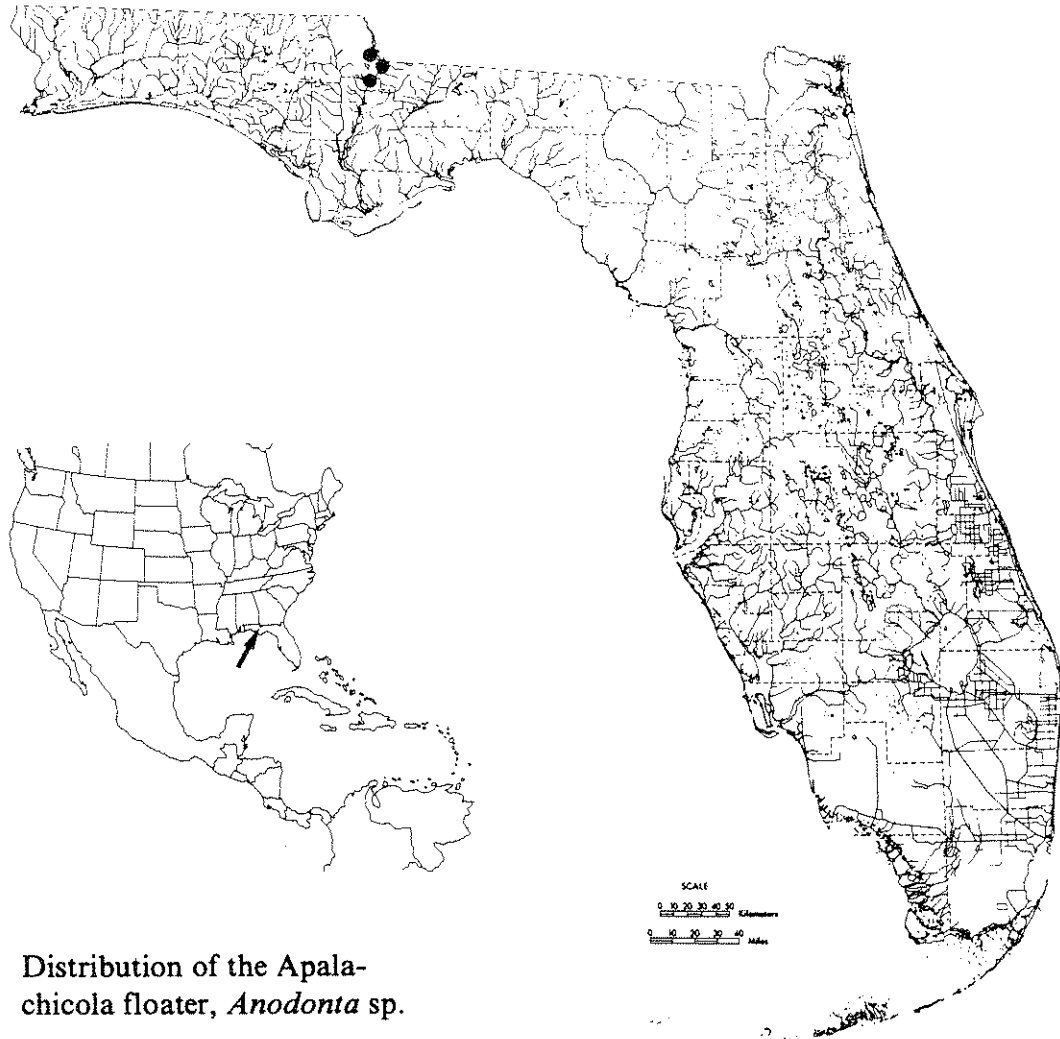 SCALE
0 10 20 30 40 50 Kilometers
0 10 20 30 40 Miles
Distribution of the Apala-
chicola floater, Anodonta sp.